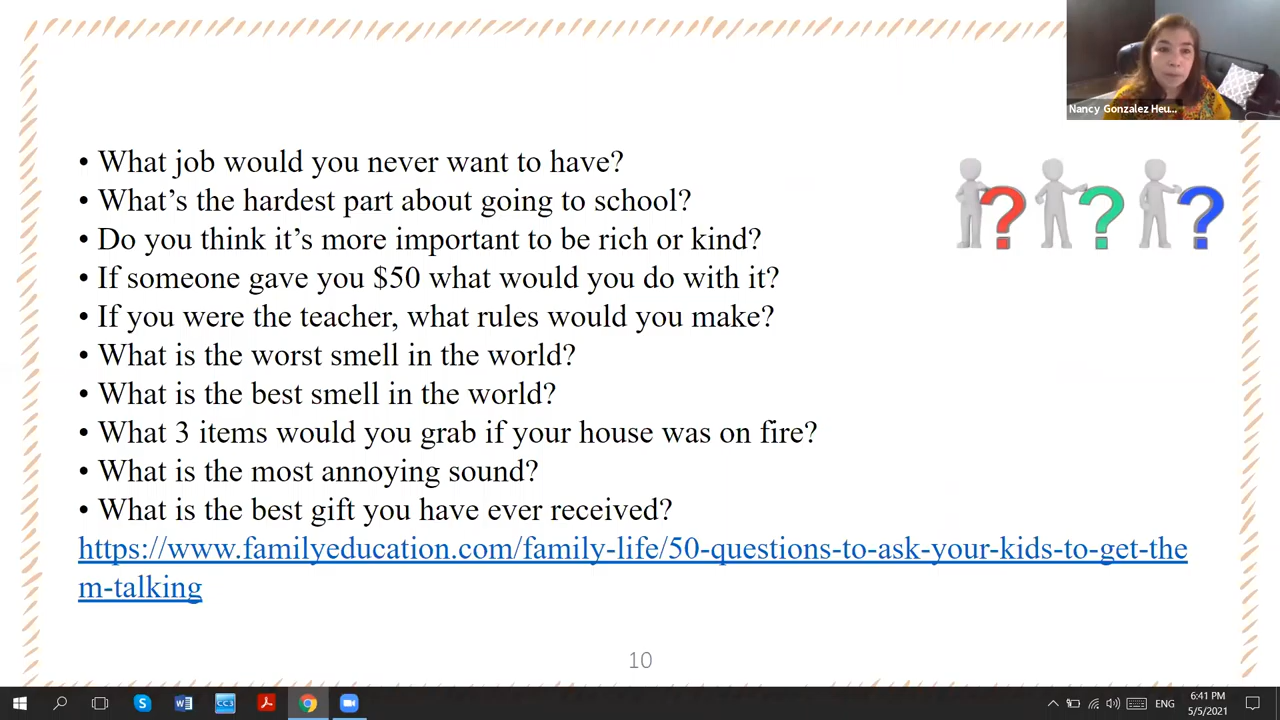 Nancy Gonzalez Heu...
• What job would you never want to have?
• What's the hardest part about going to school?
• Do you think it's more important to be rich or kind?
• If someone gave you $50 what would you do with it?
• If you were the teacher, what rules would you make?
• What is the worst smell in the world?
• What is the best smell in the world?
• What 3 items would you grab if your house was on fire?
• What is the most annoying sound?
• What is the best gift you have ever received?
https://www.familyeducation.com/family-life/50-questions-to-ask-your-kids-to-get-the
m-talking
? ? ?
10
S W CC3 ENG 6:41 PM
5/5/2021